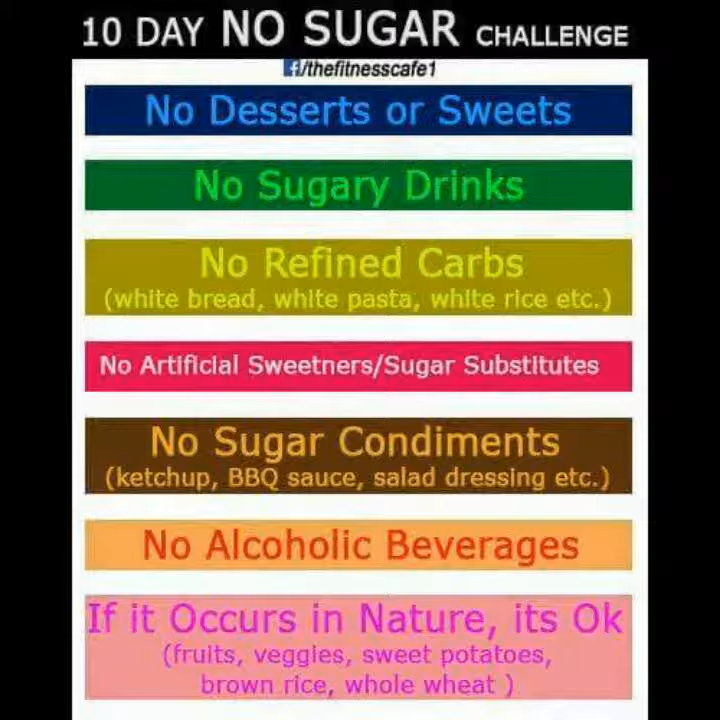 10 DAY NO SUGAR CHALLENGE
f/thefitnesscafe1
No Desserts or Sweets
No Sugary Drinks
No Refined Carbs
(white bread, white pasta, white rice etc.)
No Artificial Sweetners/Sugar Substitutes
No Sugar Condiments
(ketchup, BBQ sauce, salad dressing etc.)
No Alcoholic Beverages
If it Occurs in Nature, its Ok
(fruits, veggies, sweet potatoes,
brown rice, whole wheat )